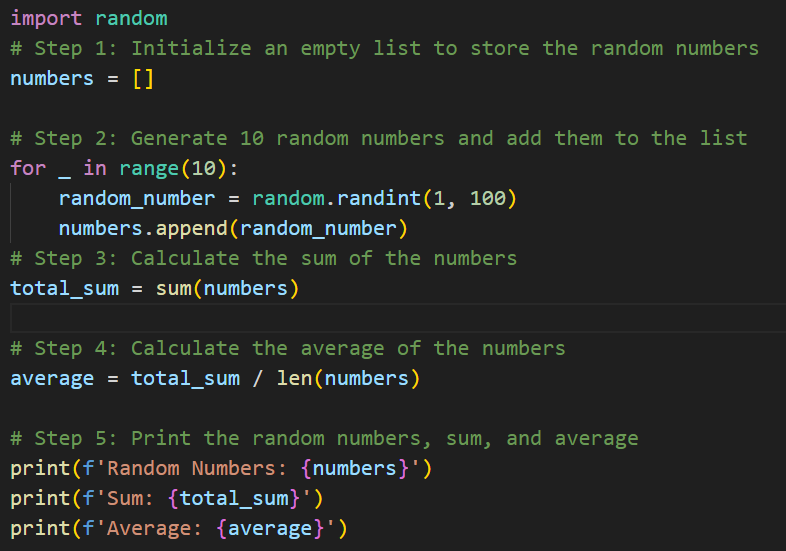 import random
# Step 1: Initialize an empty list to store the random numbers
numbers = []
# Step 2: Generate 10 random numbers and add them to the list
for _ in range(10):
    random_number = random.randint(1, 100)
    numbers.append(random_number)
# Step 3: Calculate the sum of the numbers
total_sum = sum(numbers)
# Step 4: Calculate the average of the numbers
average = total_sum / len(numbers)
# Step 5: Print the random numbers, sum, and average
print(f'Random Numbers: {numbers}')
print(f'Sum: {total_sum}')
print(f'Average: {average}')